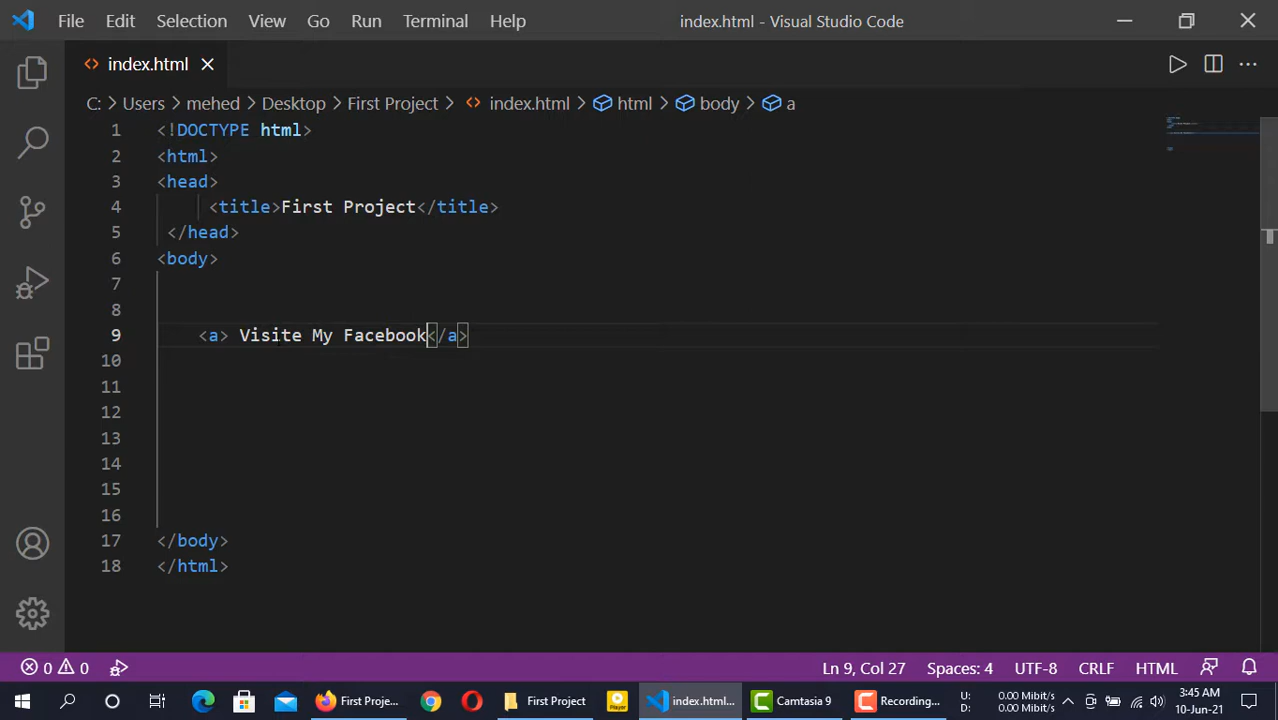 File Edit Selection View Go Run Terminal Help index.html - Visual Studio Code
index.html
C: > Users > mehed > Desktop > First Project > index.html > html > body > a
1 <!DOCTYPE html>
2 <html>
3 <head>
4 <title>First Project</title>
5 </head>
6 <body>
7
8
9 <a> Visite My Facebook</a>
10
11
12
13
14
15
16
17 </body>
18 </html>
0 0 Ln 9, Col 27 Spaces: 4 UTF-8 CRLF HTML
First Proje... First Project Player index.html... Camtasia 9 Recording... U: 0.00 Mibit/s 3:45 AM
D: 0.00 Mibit/s 10-Jun-21